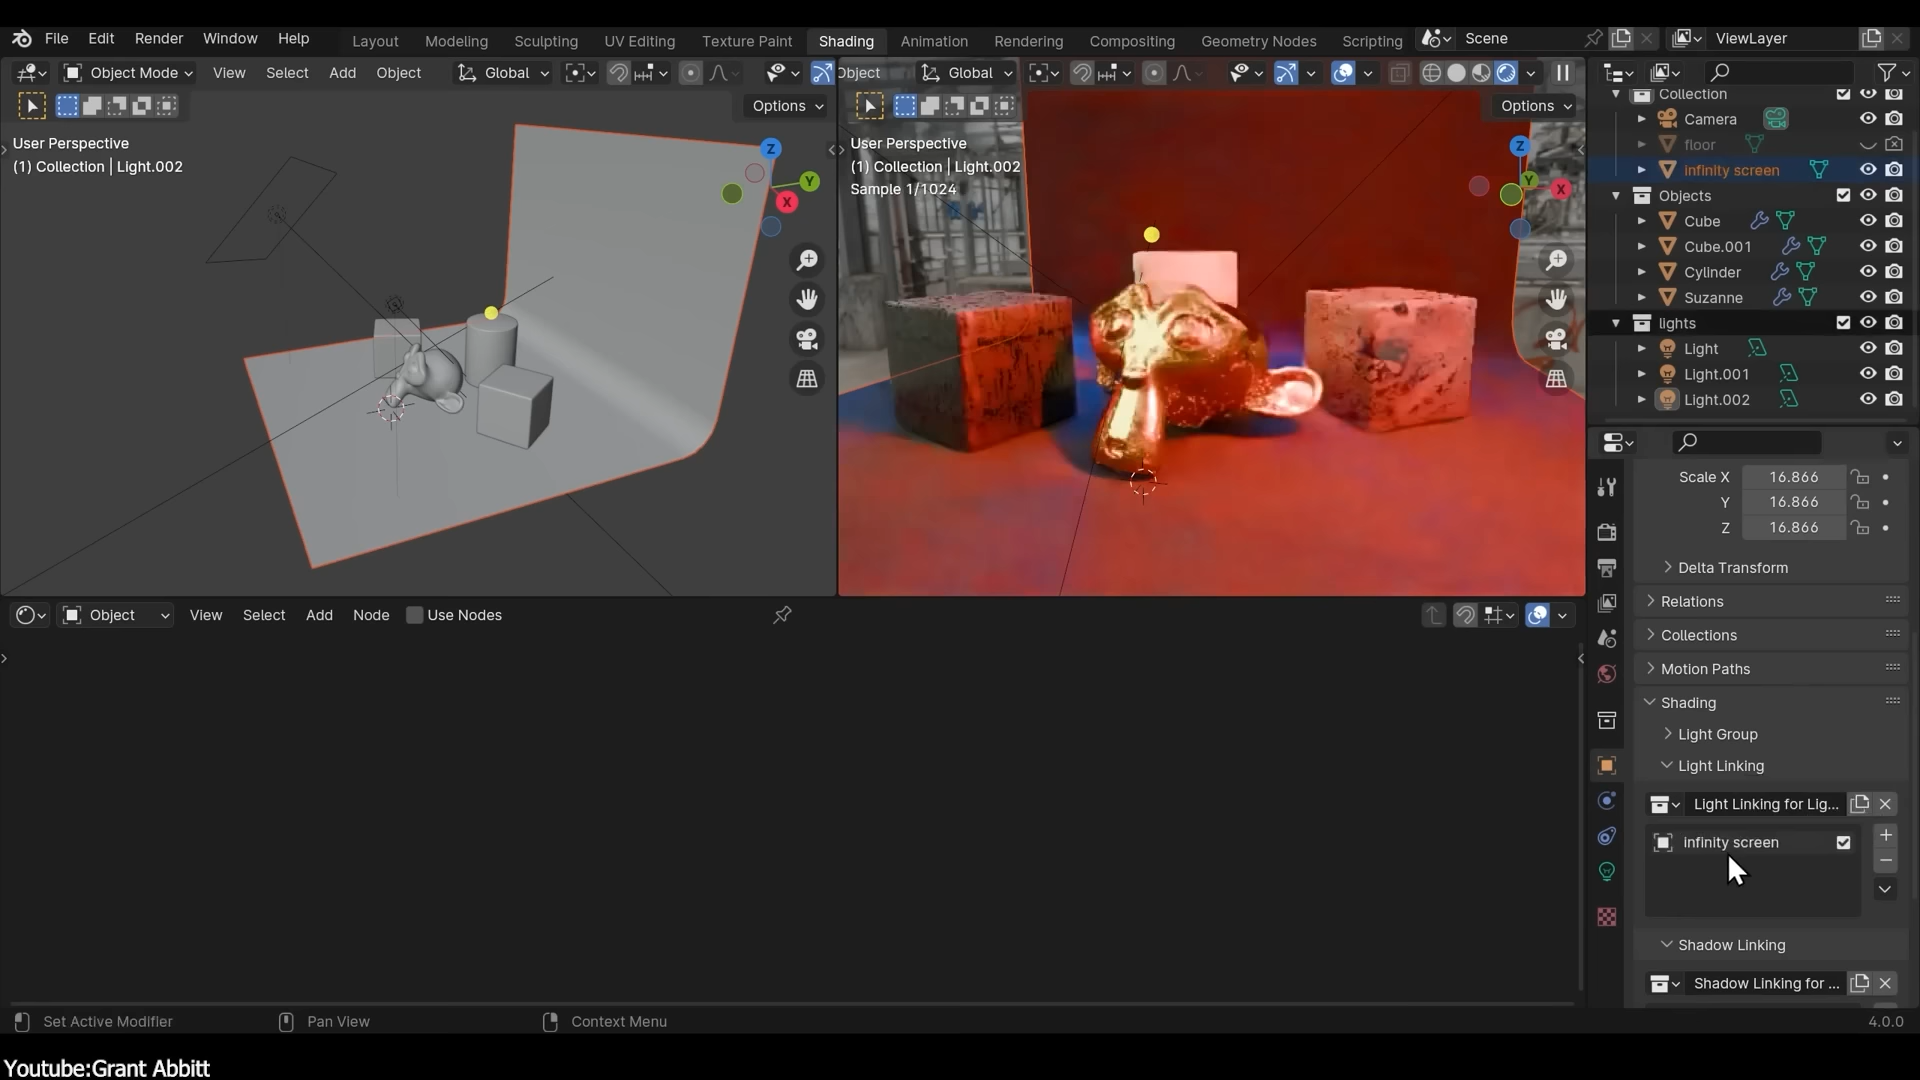 File Edit Render Window Help Layout Modeling Sculpting UV Editing Texture Paint Shading Animation Rendering Compositing Geometry Nodes Scripting Scene ViewLayer
Object Mode View Select Add Object Global
Object Global
Options
Options
User Perspective
(1) Collection | Light.002
User Perspective
(1) Collection | Light.002
Sample 1/1024
Z
Y
X
Z
Y
X
Collection
Camera
floor
infinity screen
Objects
Cube
Cube.001
Cylinder
Suzanne
lights
Light
Light.001
Light.002
Scale X 16.866
Y 16.866
Z 16.866
Delta Transform
Relations
Collections
Motion Paths
Shading
Light Group
Light Linking
Light Linking for Lig...
infinity screen
Shadow Linking
Shadow Linking for ...
Object View Select Add Node Use Nodes
Set Active Modifier Pan View Context Menu 4.0.0
Youtube:Grant Abbitt